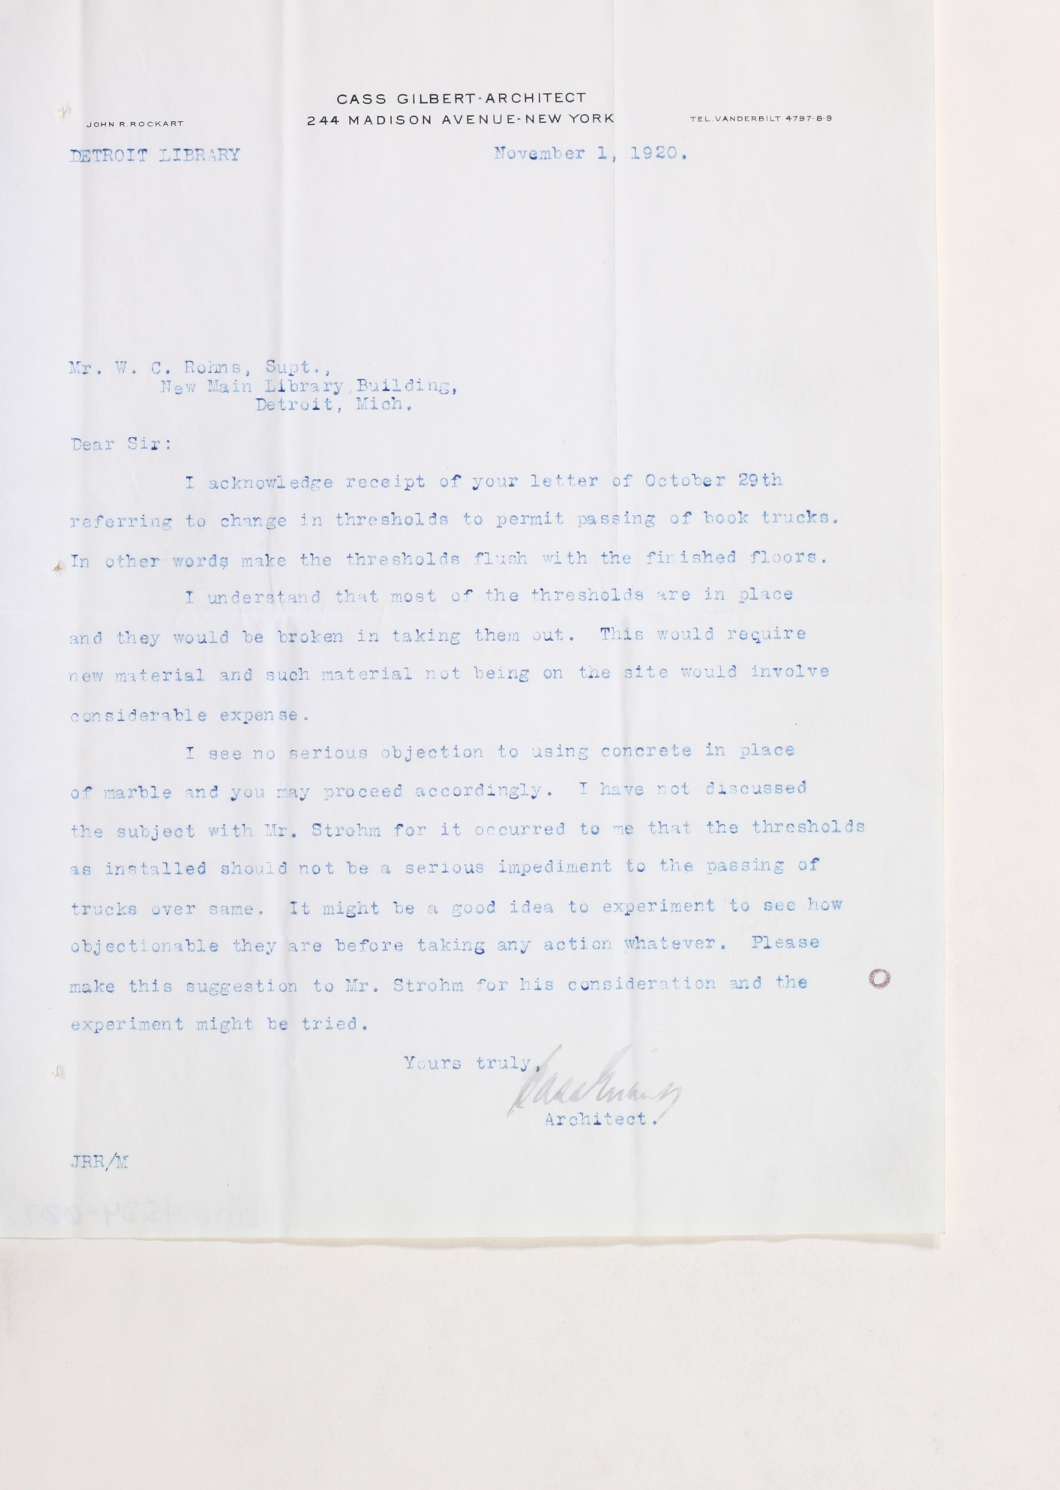 CASS GILBERT-ARCHITECT
JOHN R. ROCKART
244 MADISON AVENUE-NEW YORK
TEL. VANDERBILT 4797-8-9
DETROIT LIBRARY
November 1, 1920.
Mr. W. C. Rohns, Supt.,
New Main Library Building,
Detroit, Mich.
Dear Sir:
I acknowledge receipt of your letter of October 29th
referring to change in thresholds to permit passing of book trucks.
In other words make the thresholds flush with the finished floors.
I understand that most of the thresholds are in place
and they would be broken in taking them out. This would require
new material and such material not being on the site would involve
considerable expense.
I see no serious objection to using concrete in place
of marble and you may proceed accordingly. I have not discussed
the subject with Mr. Strohm for it occurred to me that the thresholds
as installed should not be a serious impediment to the passing of
trucks over same. It might be a good idea to experiment to see how
objectionable they are before taking any action whatever. Please
make this suggestion to Mr. Strohm for his consideration and the
experiment might be tried.
Yours truly,
Cass Gilbert
Architect.
JRR/M